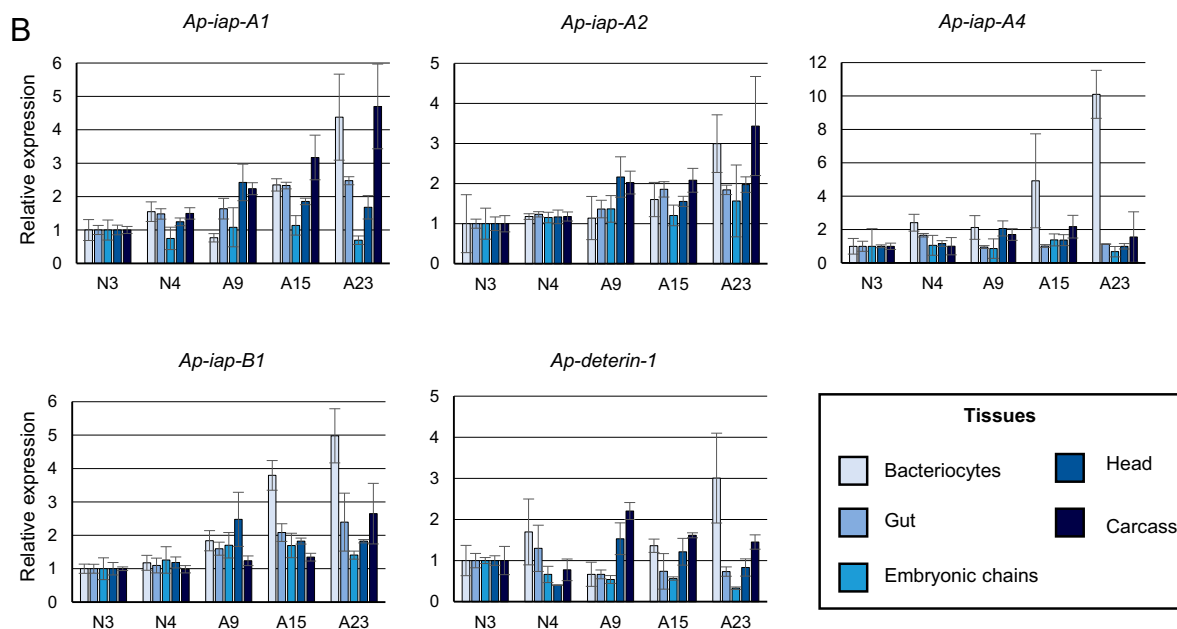 B
Ap-iap-A1
Relative expression
6
5
4
3
2
1
0
N3 N4 A9 A15 A23
Ap-iap-A2
5
4
3
2
1
0
N3 N4 A9 A15 A23
Ap-iap-A4
12
10
8
6
4
2
0
N3 N4 A9 A15 A23
Ap-iap-B1
Relative expression
6
5
4
3
2
1
0
N3 N4 A9 A15 A23
Ap-deterin-1
5
4
3
2
1
0
N3 N4 A9 A15 A23
Tissues
Bacteriocytes
Gut
Embryonic chains
Head
Carcass